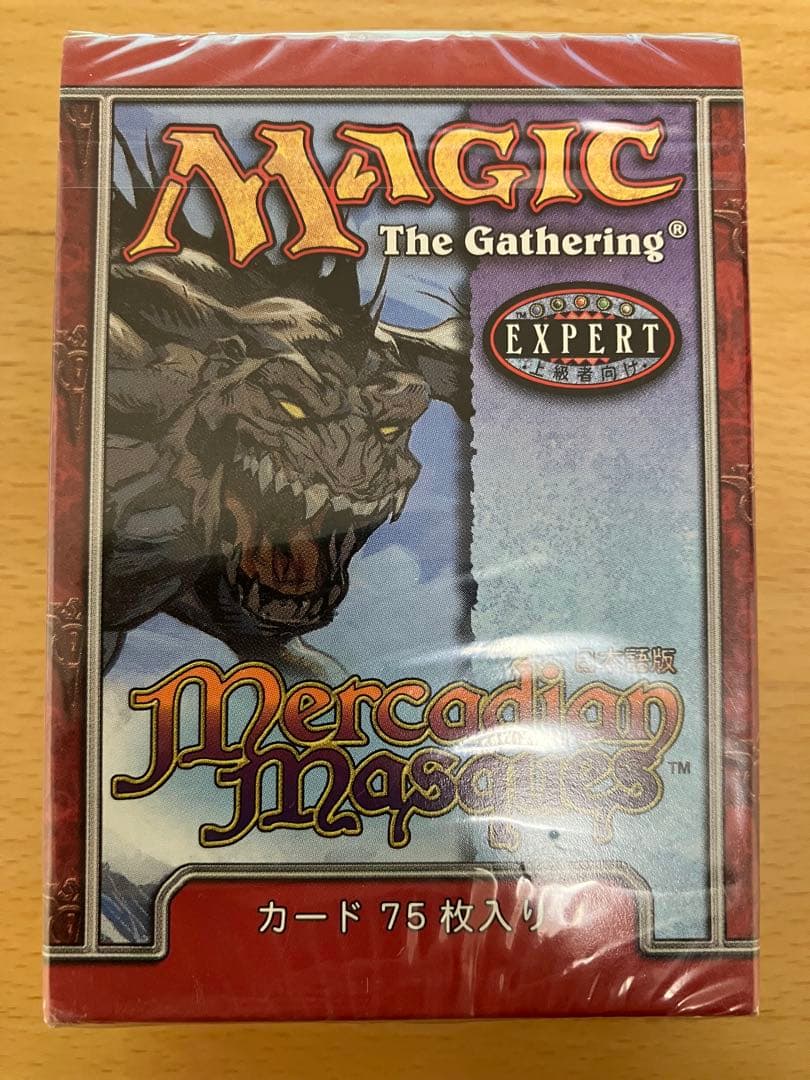 MAGIC
The Gathering®
™
EXPERT
・上級者向け・
日本語版
Mercadian
Masques™
カード 75 枚入り